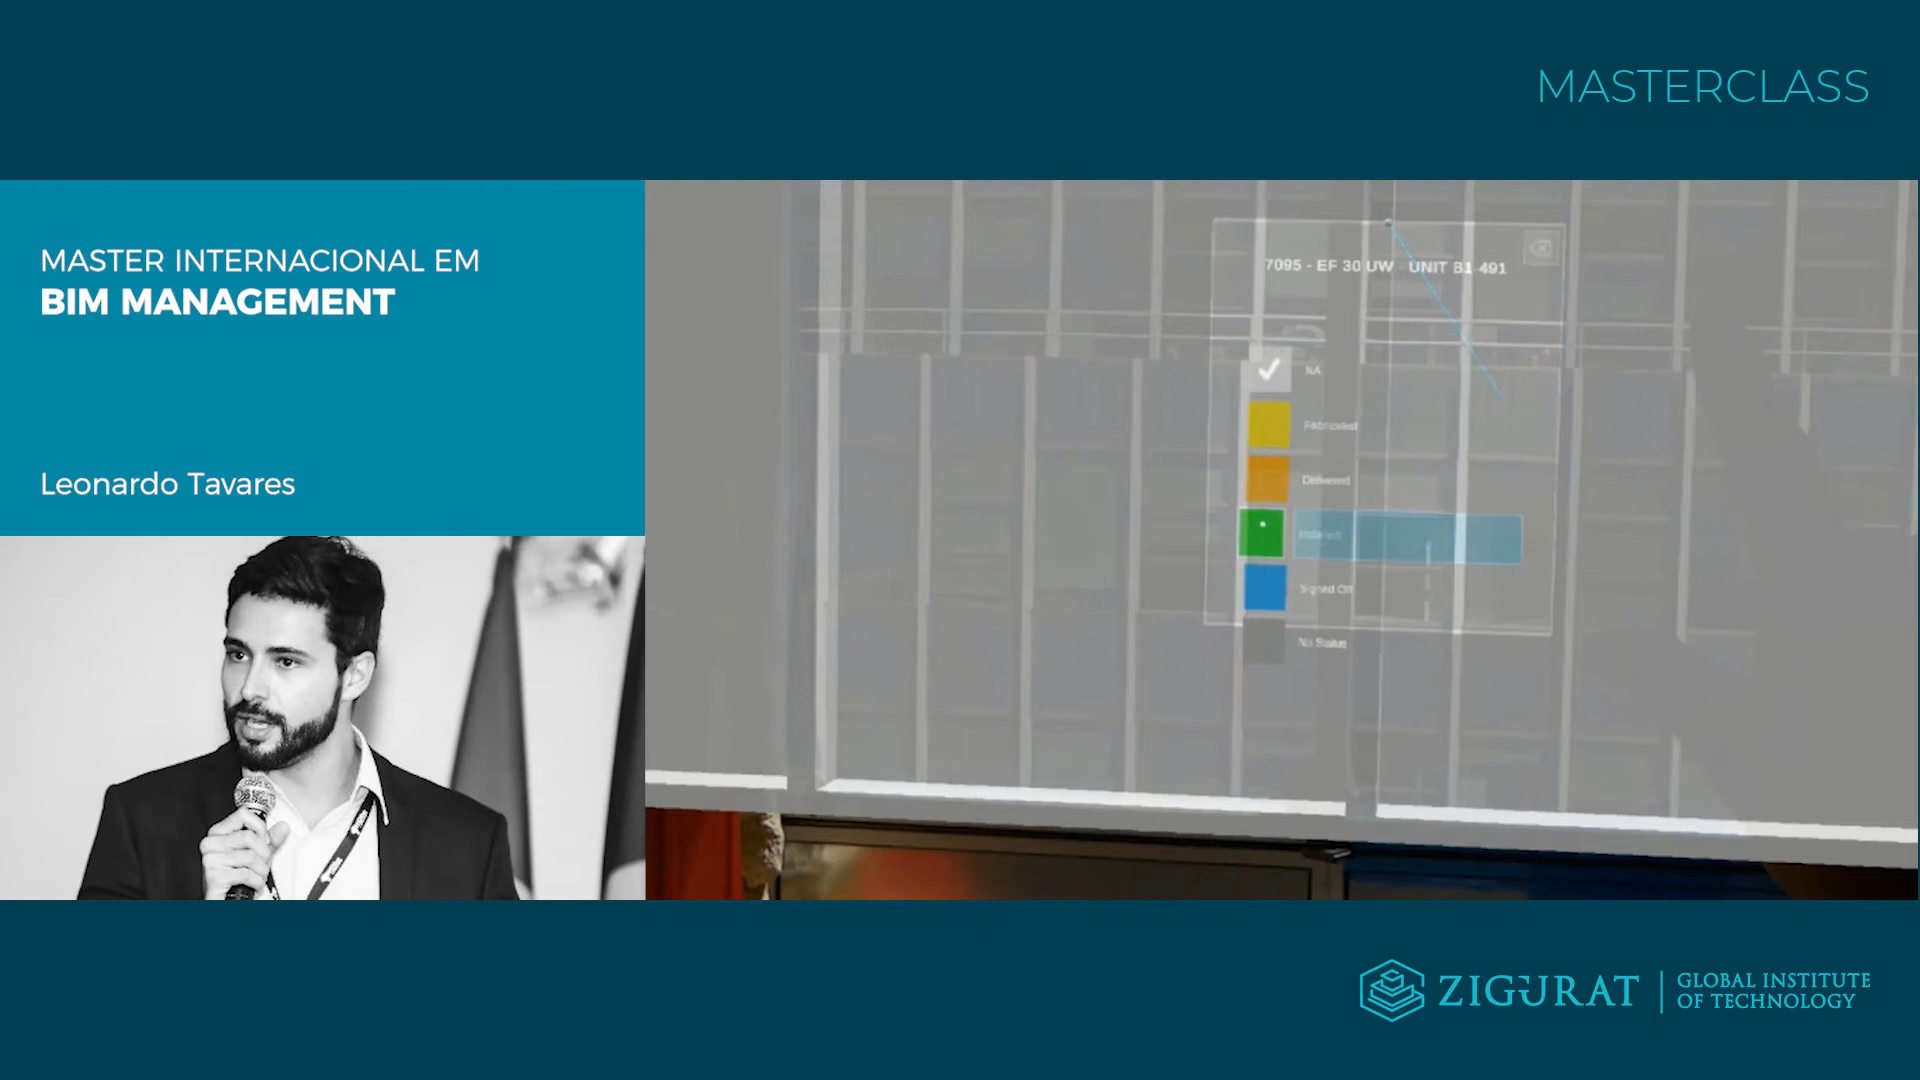 MASTERCLASS
MASTER INTERNACIONAL EM
BIM MANAGEMENT
Leonardo Tavares
7095 - EF 30 UW - UNIT B1-491
NA
Fabricated
Delivered
Installed
Signed Off
No Status
ZIGURAT
GLOBAL INSTITUTE
OF TECHNOLOGY